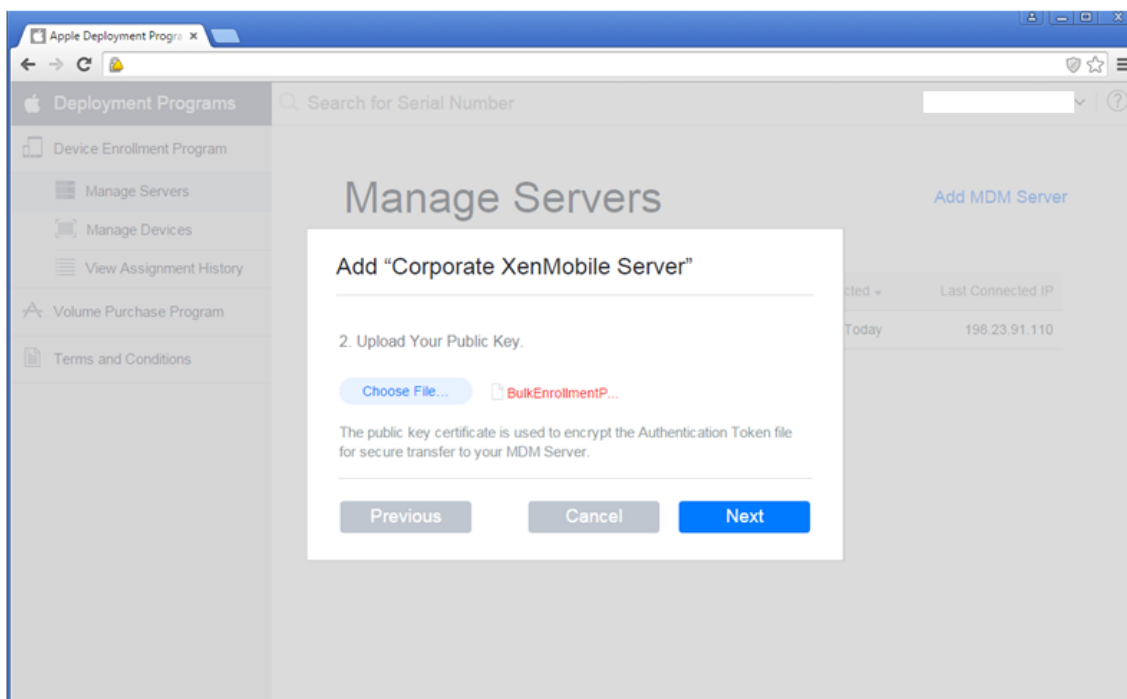 Apple Deployment Progra
Deployment Programs
Search for Serial Number
Device Enrollment Program
Manage Servers
Manage Devices
View Assignment History
Volume Purchase Program
Terms and Conditions
Manage Servers
Add MDM Server
cted
Last Connected IP
Today
198.23.91.110
Add “Corporate XenMobile Server”
2. Upload Your Public Key.
Choose File...
BulkEnrollmentP...
The public key certificate is used to encrypt the Authentication Token file
for secure transfer to your MDM Server.
Previous
Cancel
Next